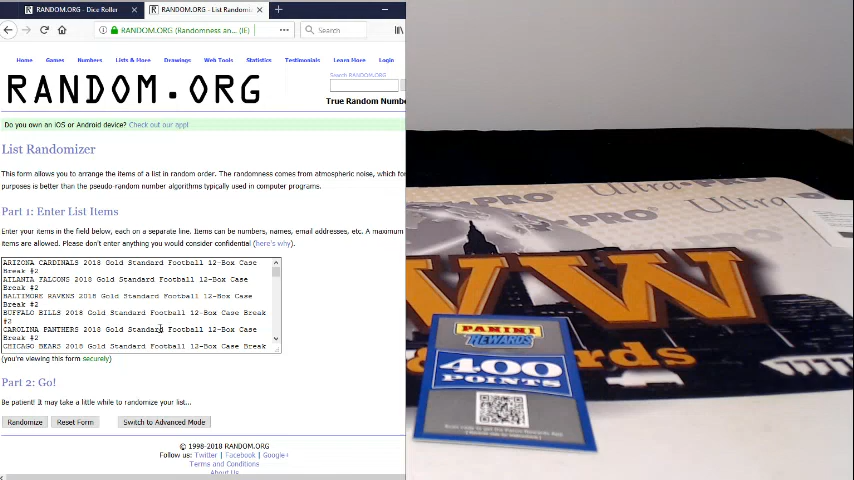 RANDOM.ORG - Dice Roller
RANDOM.ORG - List Randomi
RANDOM.ORG (Randomness an... (IE)
Search
Home Games Numbers Lists & More Drawings Web Tools Statistics Testimonials Learn More Login
RANDOM.ORG
Search RANDOM.ORG
True Random Numbe
Do you own an iOS or Android device? Check out our app!
List Randomizer
This form allows you to arrange the items of a list in random order. The randomness comes from atmospheric noise, which for
purposes is better than the pseudo-random number algorithms typically used in computer programs.
Part 1: Enter List Items
Enter your items in the field below, each on a separate line. Items can be numbers, names, email addresses, etc. A maximum
items are allowed. Please don't enter anything you would consider confidential (here's why).
ARIZONA CARDINALS 2018 Gold Standard Football 12-Box Case
Break #2
ATLANTA FALCONS 2018 Gold Standard Football 12-Box Case
Break #2
BALTIMORE RAVENS 2018 Gold Standard Football 12-Box Case
Break #2
BUFFALO BILLS 2018 Gold Standard Football 12-Box Case Break
#2
CAROLINA PANTHERS 2018 Gold Standard Football 12-Box Case
Break #2
CHICAGO BEARS 2018 Gold Standard Football 12-Box Case Break
(you're viewing this form securely)
Part 2: Go!
Be patient! It may take a little while to randomize your list...
Randomize Reset Form Switch to Advanced Mode
© 1998-2018 RANDOM.ORG
Follow us: Twitter | Facebook | Google+
Terms and Conditions
About Us
Ultra PRO
PRO
Ultra
VW
ards
PANINI
REWARDS
400
POINTS